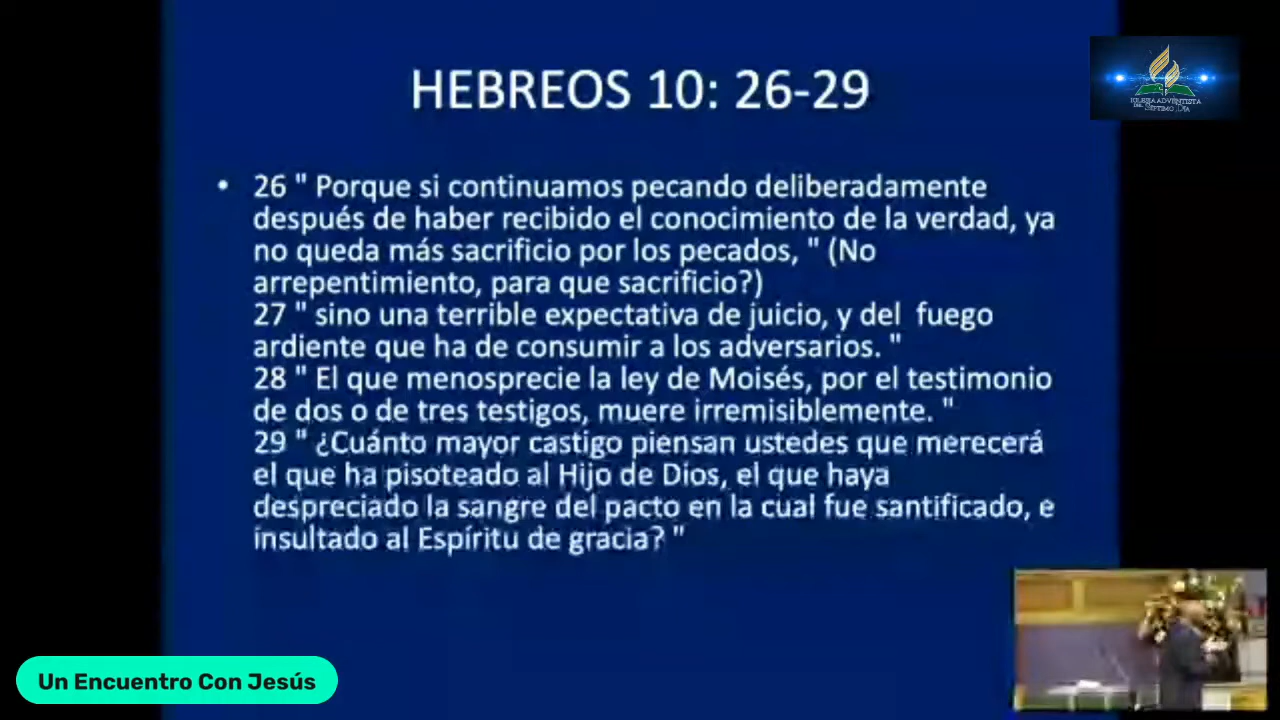 HEBREOS 10: 26-29
IGLESIA ADVENTISTA
DEL SÉPTIMO DÍA
• 26 " Porque si continuamos pecando deliberadamente
después de haber recibido el conocimiento de la verdad, ya
no queda más sacrificio por los pecados, " (No
arrepentimiento, para que sacrificio?)
27 " sino una terrible expectativa de juicio, y del  fuego
ardiente que ha de consumir a los adversarios. "
28 " El que menosprecie la ley de Moisés, por el testimonio
de dos o de tres testigos, muere irremisiblemente. "
29 " ¿Cuánto mayor castigo piensan ustedes que merecerá
el que ha pisoteado al Hijo de Dios, el que haya
despreciado la sangre del pacto en la cual fue santificado, e
insultado al Espíritu de gracia? "
Un Encuentro Con Jesús